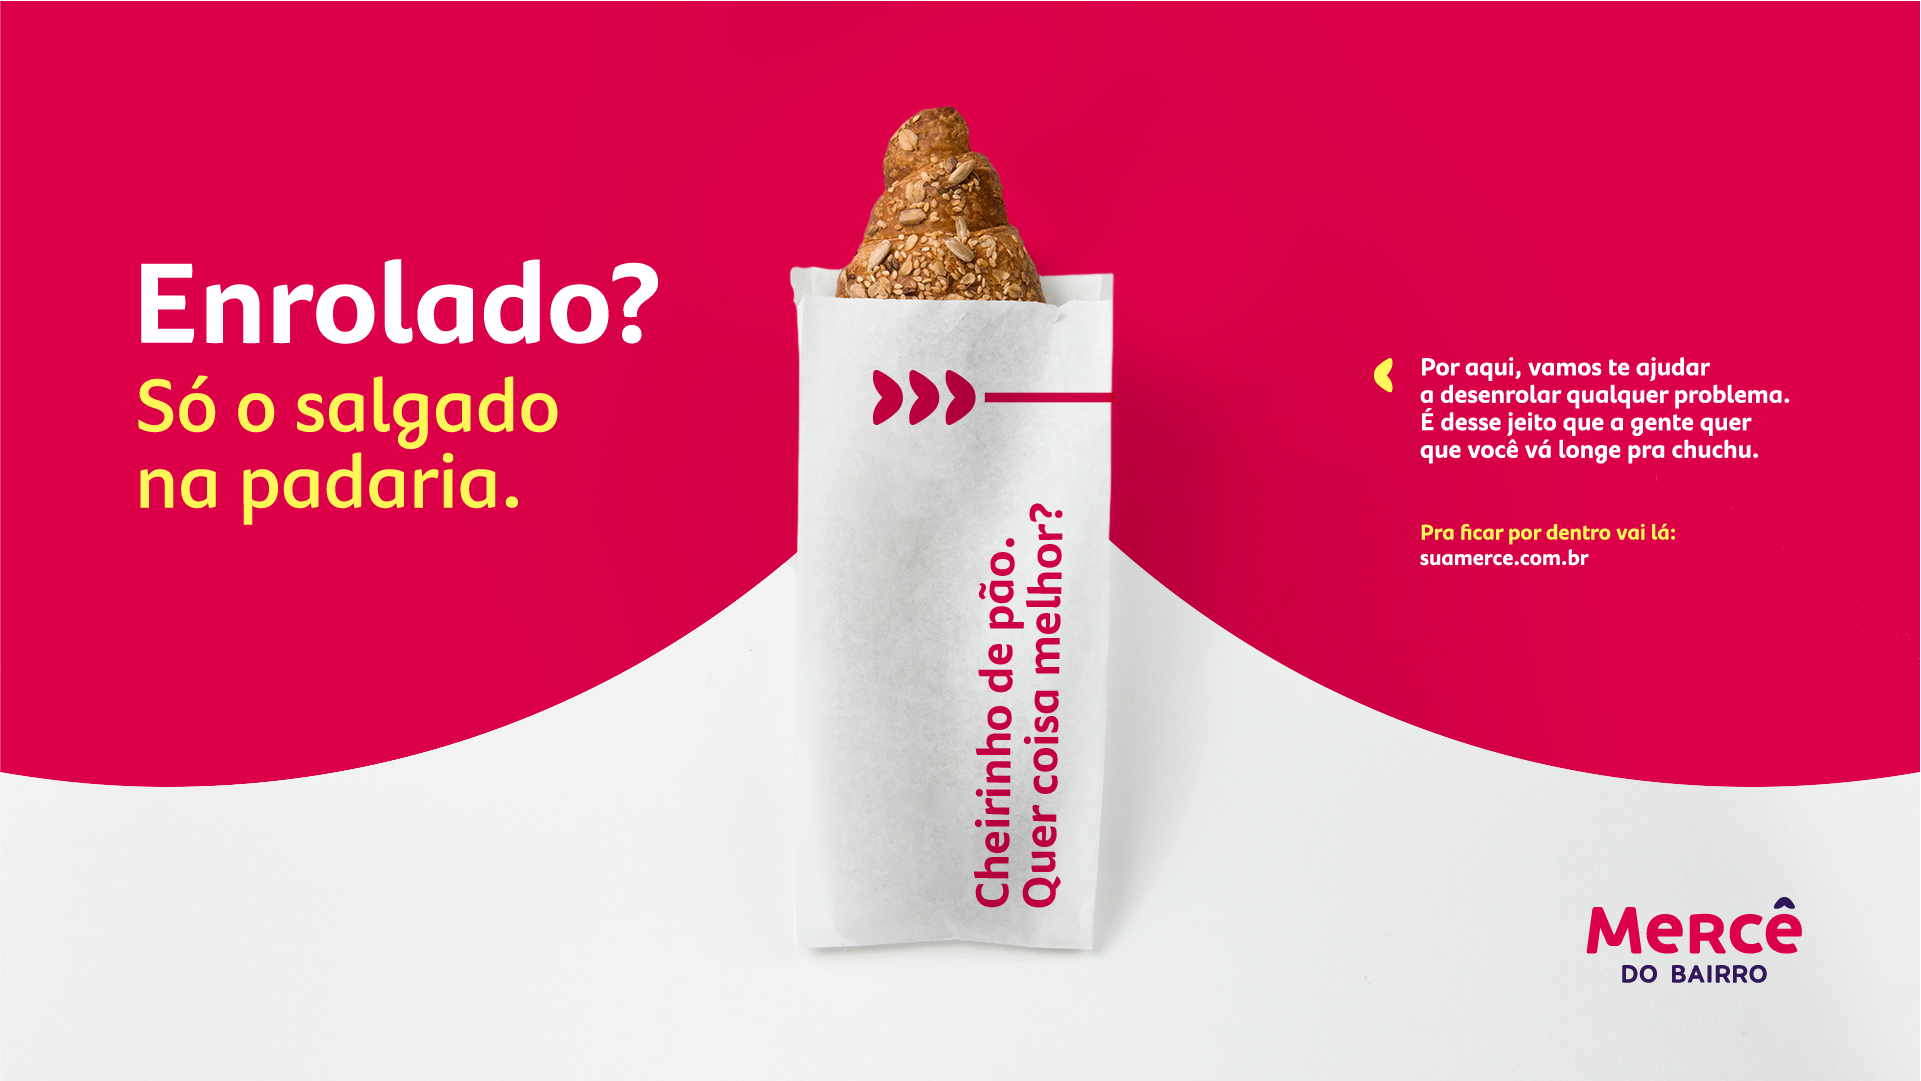 Enrolado?
Só o salgado
na padaria.
Cheirinho de pão.
Quer coisa melhor?
Por aqui, vamos te ajudar
a desenrolar qualquer problema.
É desse jeito que a gente quer
que você vá longe pra chuchu.
Pra ficar por dentro vai lá:
suamerce.com.br
Mercê
DO BAIRRO